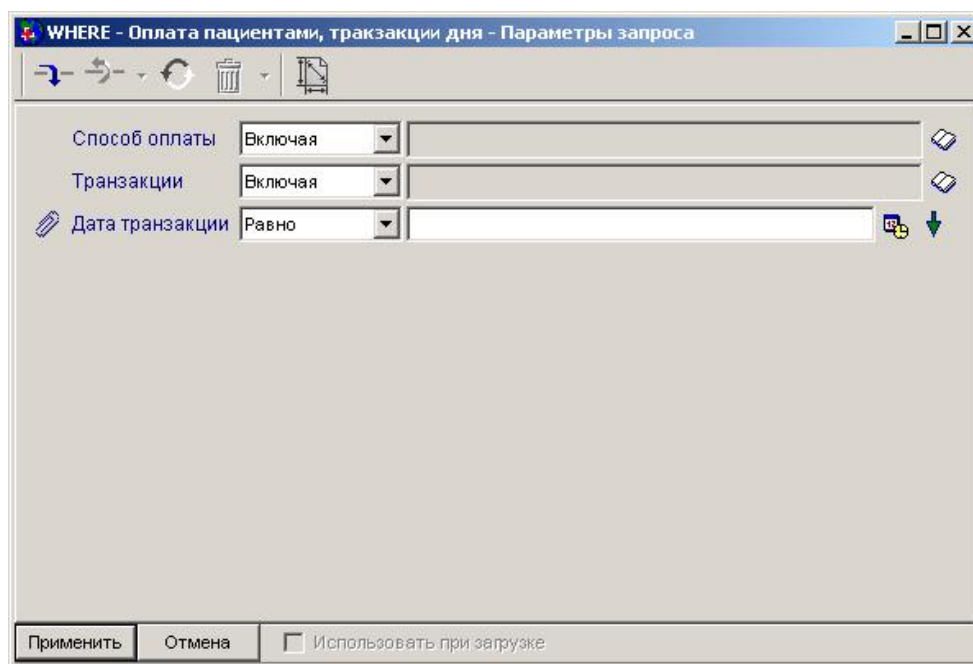 WHERE - Оплата пациентами, тракзакции дня - Параметры запроса
Способ оплаты Включая
Транзакции Включая
Дата транзакции Равно
Применить Отмена Использовать при загрузке